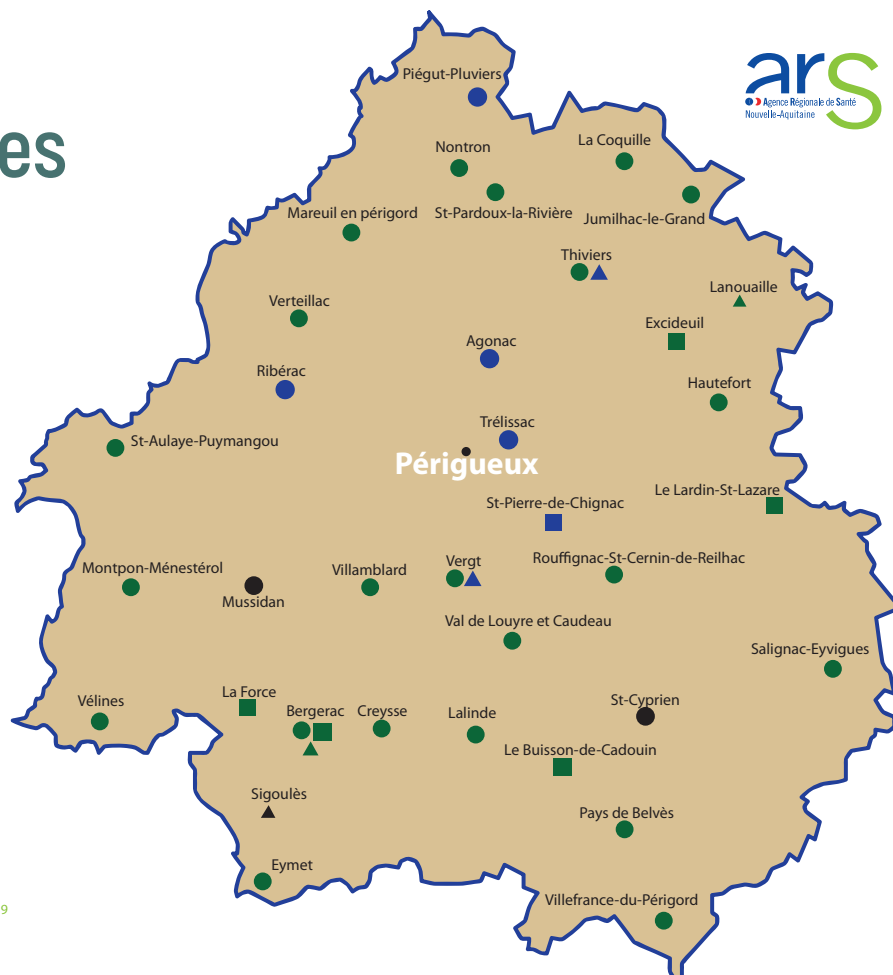 es
ars
Agence Régionale de Santé
Nouvelle-Aquitaine
Piégut-Pluviers
Nontron
La Coquille
Mareuil en périgord
St-Pardoux-la-Rivière
Jumilhac-le-Grand
Thiviers
Lanouaille
Verteillac
Excideuil
Agonac
Ribérac
Hautefort
Trélissac
St-Aulaye-Puymangou
Périgueux
Le Lardin-St-Lazare
St-Pierre-de-Chignac
Montpon-Ménestérol
Villamblard
Vergt
Rouffignac-St-Cernin-de-Reilhac
Mussidan
Val de Louyre et Caudeau
Salignac-Eyvigues
La Force
Vélines
Bergerac
Creysse
Lalinde
St-Cyprien
Le Buisson-de-Cadouin
Sigoulès
Pays de Belvès
Eymet
Villefrance-du-Périgord
9